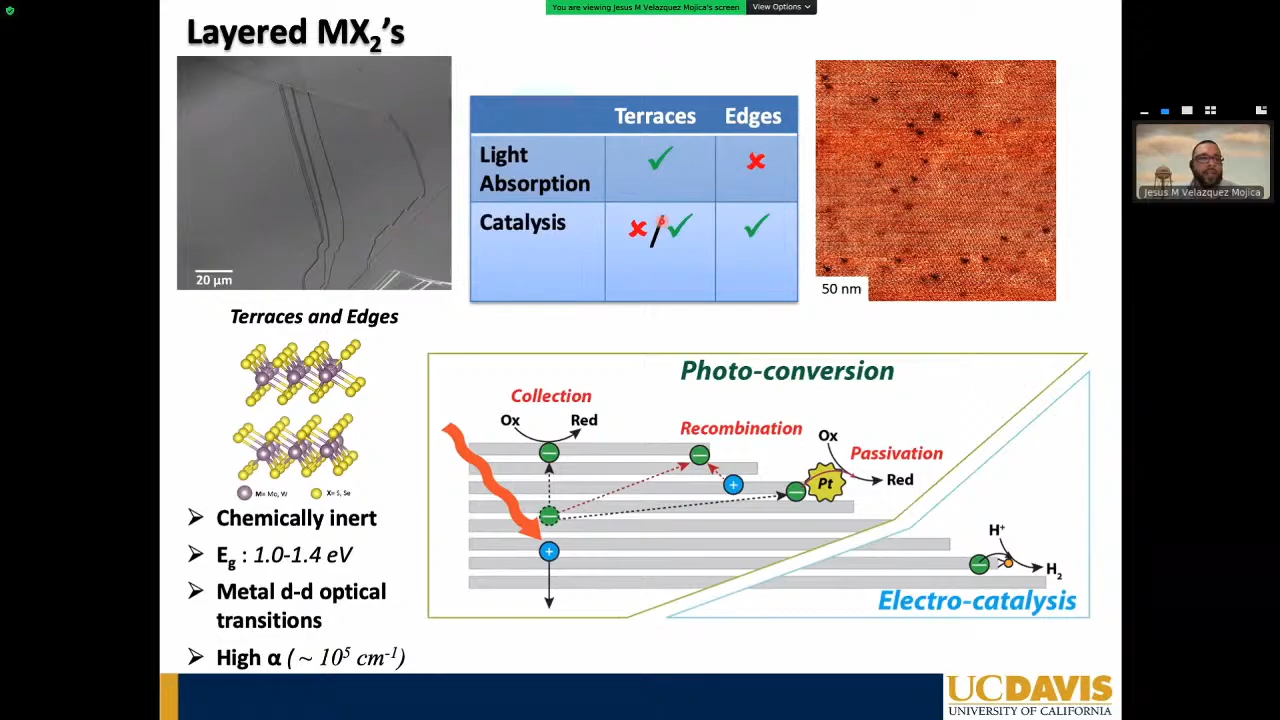 You are viewing Jesus M Velazquez Mojica's screen
View Options
Layered MX2's
20 μm
Terraces and Edges
M= Mo, W
X= S, Se
Chemically inert
Eg : 1.0-1.4 eV
Metal d-d optical
transitions
High α ( ~ 10⁵ cm⁻¹)
Terraces Edges
Light
Absorption
Catalysis
50 nm
Photo-conversion
Collection
Ox Red
Recombination
Ox
Passivation
Pt
Red
H⁺
H₂
Electro-catalysis
Jesus M Velazquez Mojica
UCDAVIS
UNIVERSITY OF CALIFORNIA